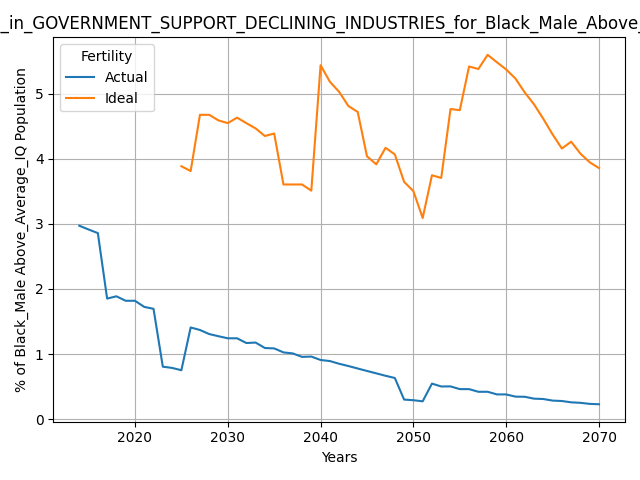 _in_GOVERNMENT_SUPPORT_DECLINING_INDUSTRIES_for_Black_Male_Above_
Fertility
Actual
Ideal
% of Black_Male Above_Average_IQ Population
5
4
3
2
1
0
2020 2030 2040 2050 2060 2070
Years